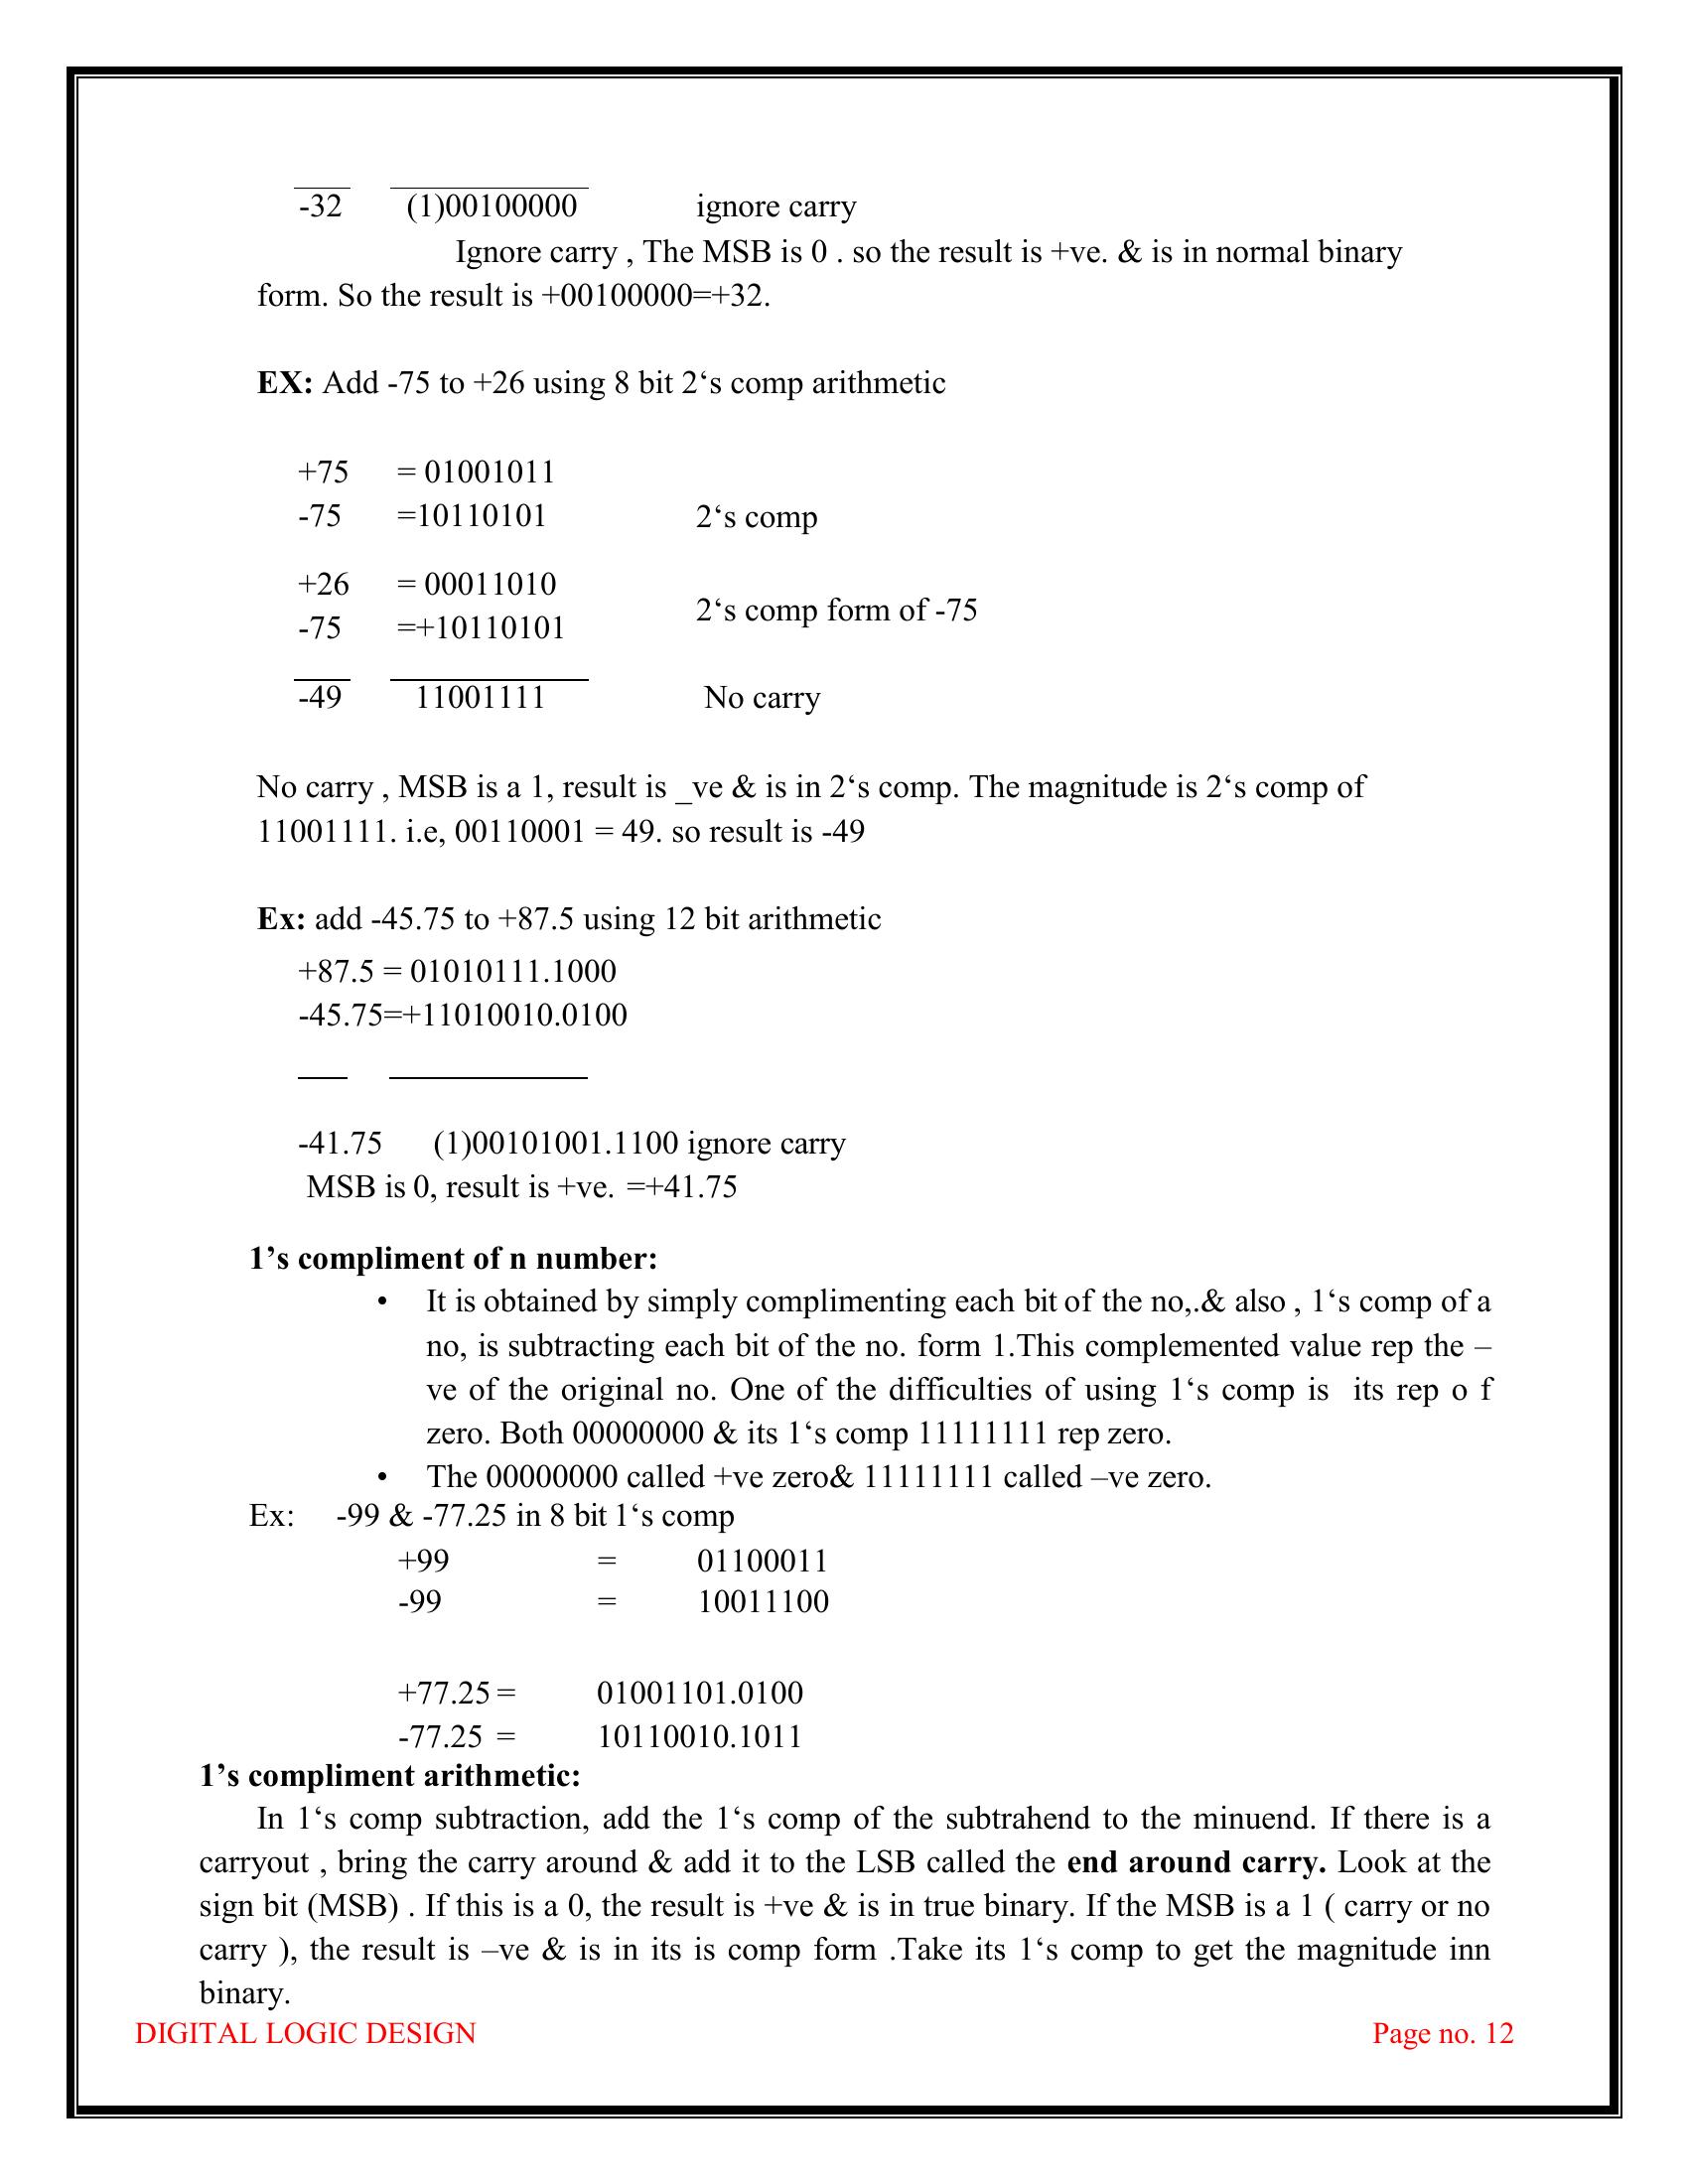 -32 (1)00100000 ignore carry
Ignore carry , The MSB is 0 . so the result is +ve. & is in normal binary
form. So the result is +00100000=+32.
EX: Add -75 to +26 using 8 bit 2‘s comp arithmetic
+75 = 01001011
-75 =10110101 2‘s comp
+26 = 00011010
2‘s comp form of -75
-75 =+10110101
-49 11001111 No carry
No carry , MSB is a 1, result is _ve & is in 2‘s comp. The magnitude is 2‘s comp of
11001111. i.e, 00110001 = 49. so result is -49
Ex: add -45.75 to +87.5 using 12 bit arithmetic
+87.5 = 01010111.1000
-45.75=+11010010.0100
-41.75 (1)00101001.1100 ignore carry
MSB is 0, result is +ve. =+41.75
1’s compliment of n number:
• It is obtained by simply complimenting each bit of the no,.& also , 1‘s comp of a
no, is subtracting each bit of the no. form 1.This complemented value rep the –
ve of the original no. One of the difficulties of using 1‘s comp is its rep o f
zero. Both 00000000 & its 1‘s comp 11111111 rep zero.
• The 00000000 called +ve zero& 11111111 called –ve zero.
Ex: -99 & -77.25 in 8 bit 1‘s comp
+99 = 01100011
-99 = 10011100
+77.25 = 01001101.0100
-77.25 = 10110010.1011
1’s compliment arithmetic:
In 1‘s comp subtraction, add the 1‘s comp of the subtrahend to the minuend. If there is a
carryout , bring the carry around & add it to the LSB called the end around carry. Look at the
sign bit (MSB) . If this is a 0, the result is +ve & is in true binary. If the MSB is a 1 ( carry or no
carry ), the result is –ve & is in its is comp form .Take its 1‘s comp to get the magnitude inn
binary.
DIGITAL LOGIC DESIGN Page no. 12